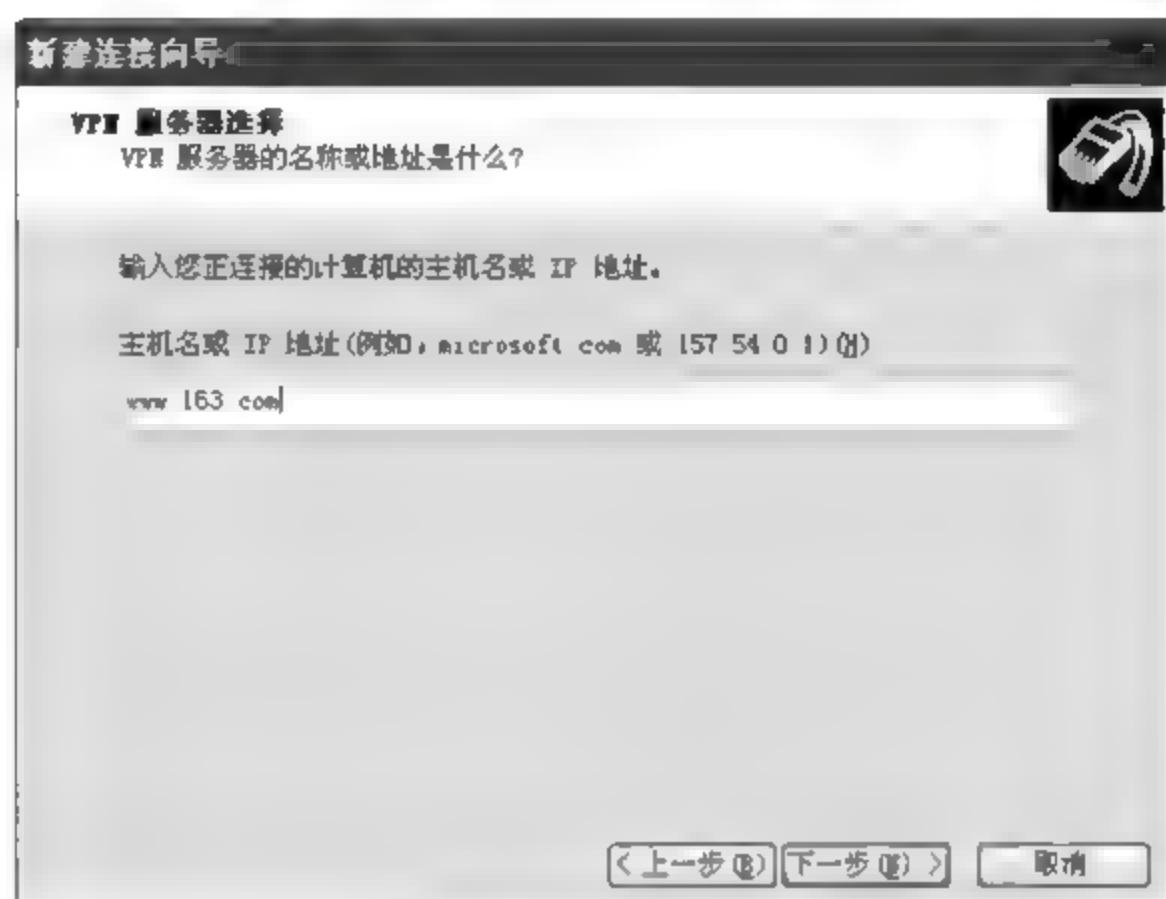 新建连接向导
VPN 服务器选择
VPN 服务器的名称或地址是什么?
输入您正连接的计算机的主机名或 IP 地址。
主机名或 IP 地址(例如,microsoft com 或 157 54 0 1)(H)
www 163 com
< 上一步(B) 下一步(N) > 取消